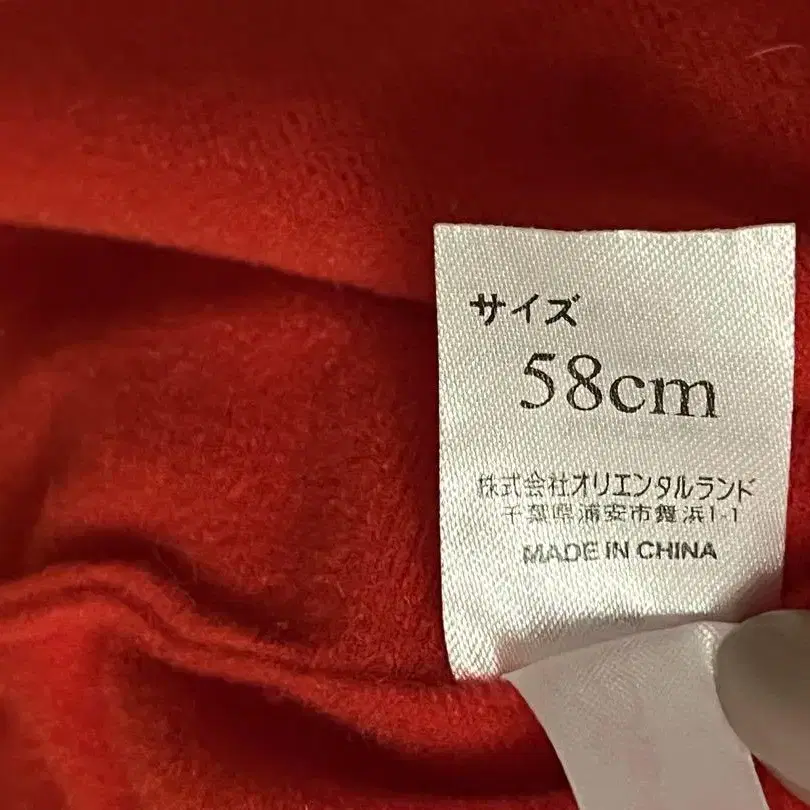 サイズ
58cm
株式会社オリエンタルランド
千葉県浦安市舞浜1-1
MADE IN CHINA